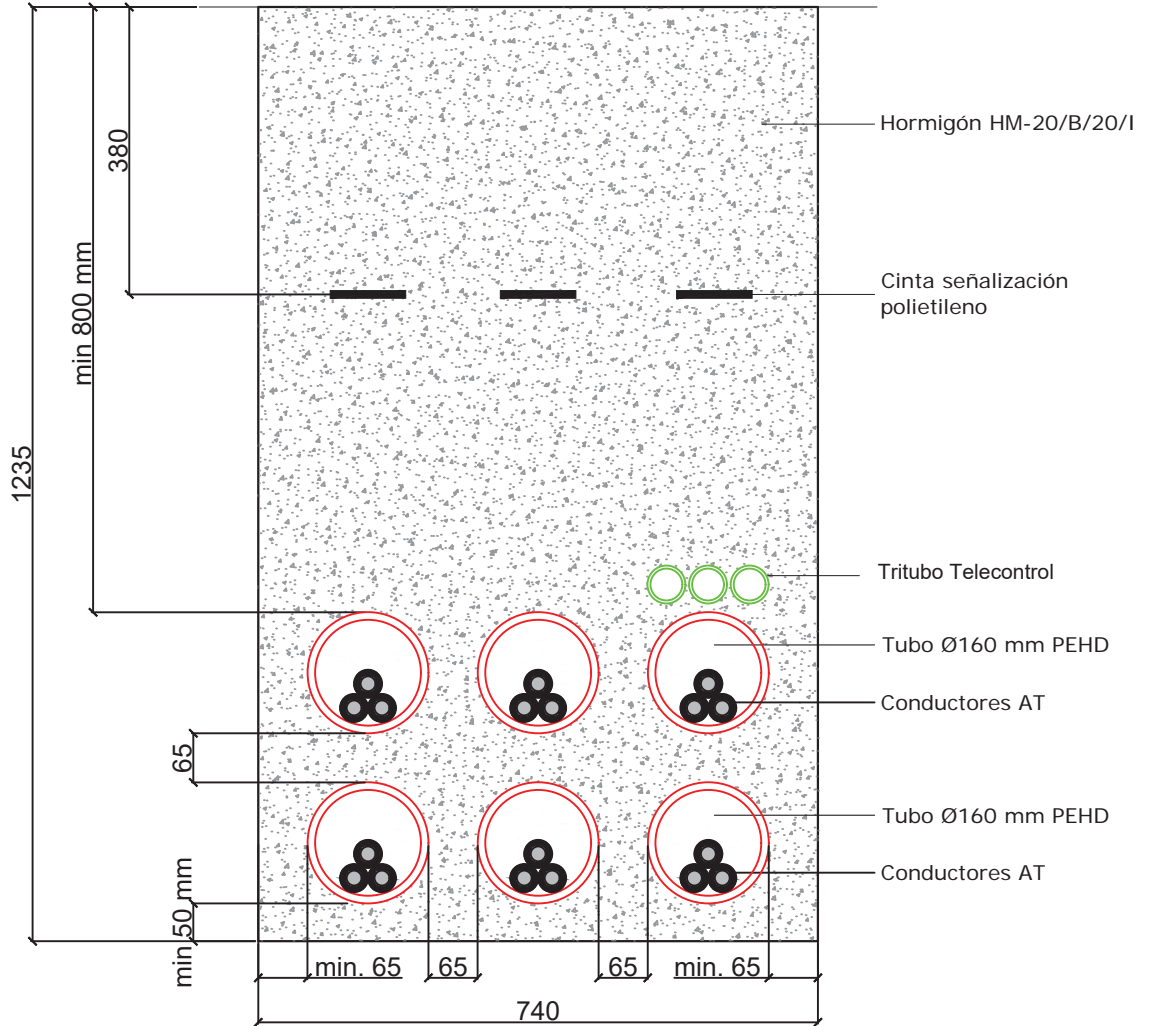 Hormigón HM-20/B/20/I
380
Cinta señalización
polietileno
min 800 mm
1235
Tritubo Telecontrol
Tubo Ø160 mm PEHD
Conductores AT
65
Tubo Ø160 mm PEHD
Conductores AT
min 50 mm
min. 65
65
65
min. 65
740